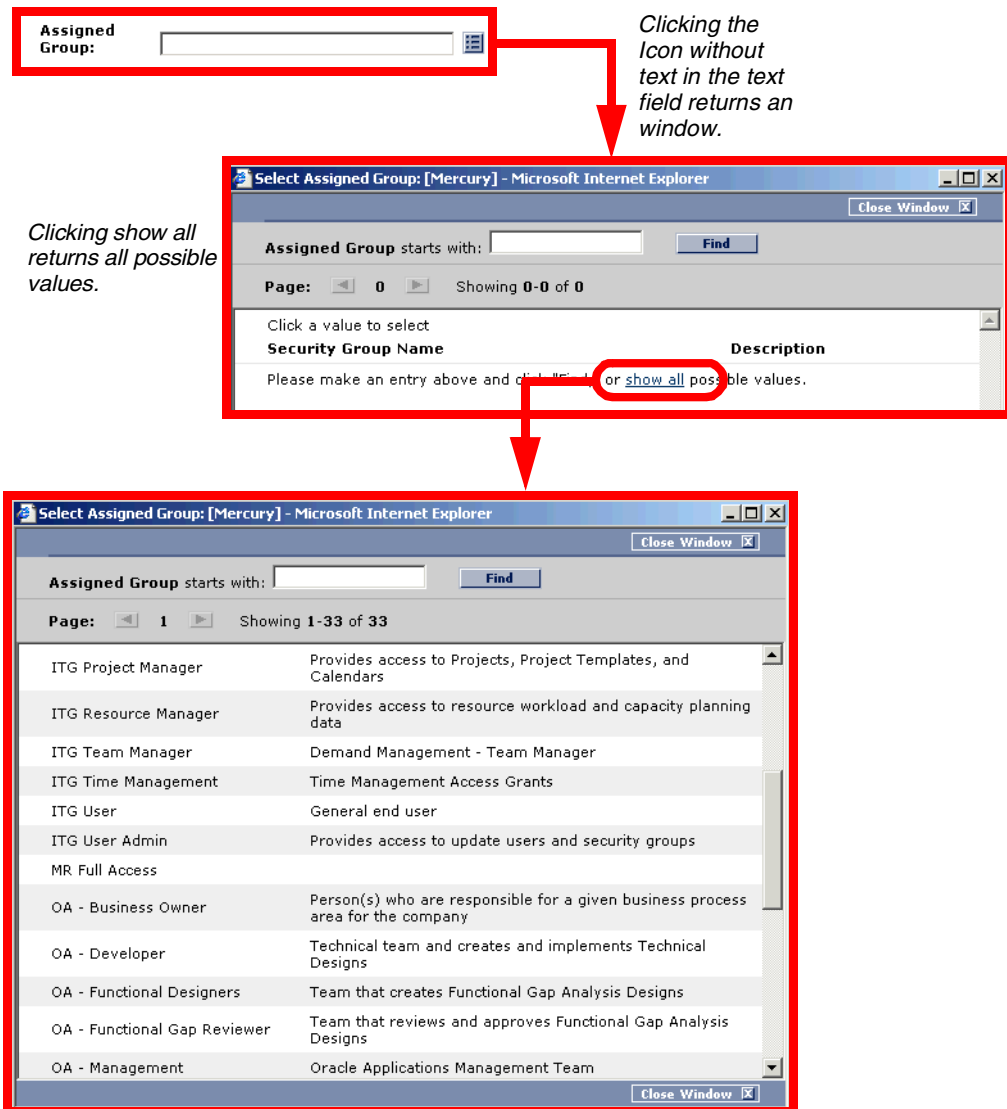 Assigned
Group:
Clicking the
Icon without
text in the text
field returns an
window.
Select Assigned Group: [Mercury] - Microsoft Internet Explorer
Close Window
Clicking show all
returns all possible
values.
Assigned Group starts with:
Find
Page: 0 Showing 0-0 of 0
Click a value to select
Security Group Name Description
Please make an entry above and click "Find" or show all possible values.
Select Assigned Group: [Mercury] - Microsoft Internet Explorer
Close Window
Assigned Group starts with:
Find
Page: 1 Showing 1-33 of 33
ITG Project Manager Provides access to Projects, Project Templates, and
Calendars
ITG Resource Manager Provides access to resource workload and capacity planning
data
ITG Team Manager Demand Management - Team Manager
ITG Time Management Time Management Access Grants
ITG User General end user
ITG User Admin Provides access to update users and security groups
MR Full Access
OA - Business Owner Person(s) who are responsible for a given business process
area for the company
OA - Developer Technical team and creates and implements Technical
Designs
OA - Functional Designers Team that creates Functional Gap Analysis Designs
OA - Functional Gap Reviewer Team that reviews and approves Functional Gap Analysis
Designs
OA - Management Oracle Applications Management Team
Close Window